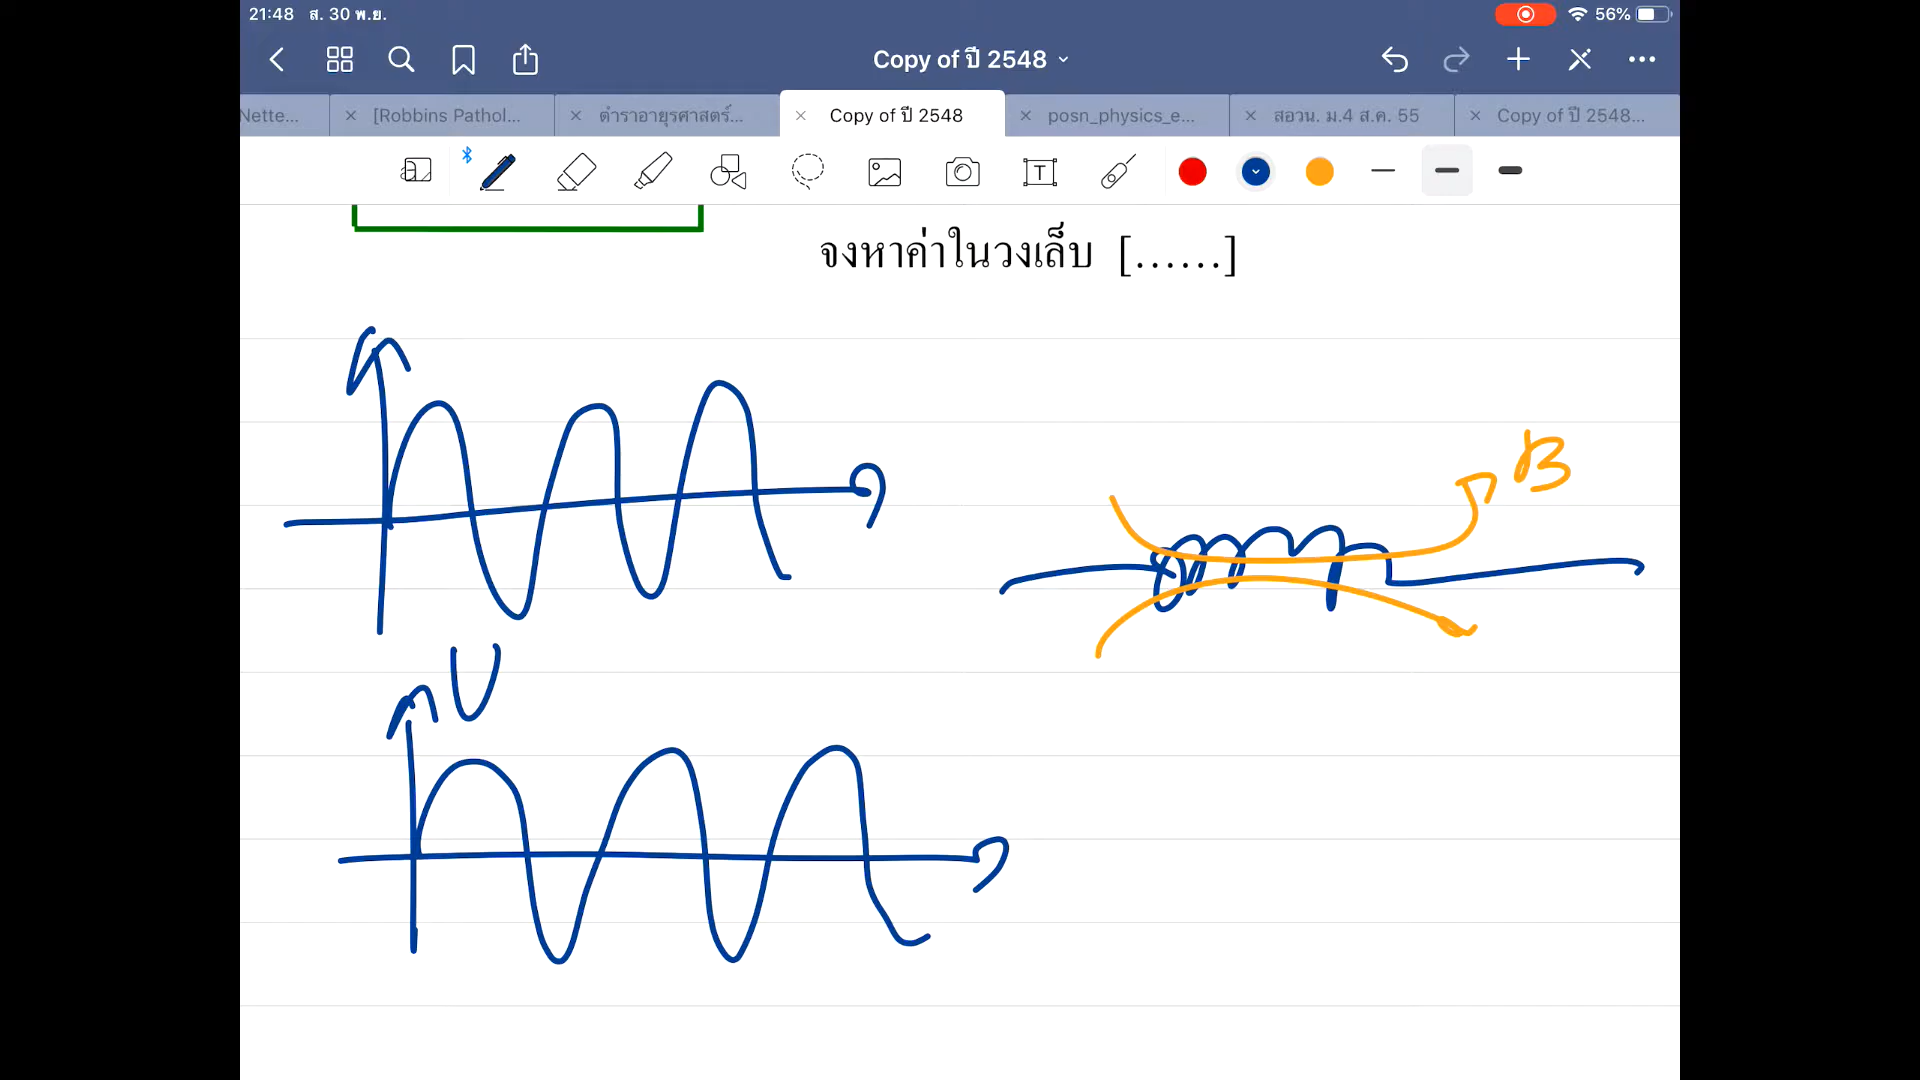 21:48 ส. 30 พ.ย. 56%
Copy of ปี 2548
Nette... [Robbins Pathol... ตำราอายุรศาสตร์... Copy of ปี 2548 posn_physics_e... สอวน. ม.4 ส.ค. 55 Copy of ปี 2548...
จงหาค่าในวงเล็บ [......]
B
V